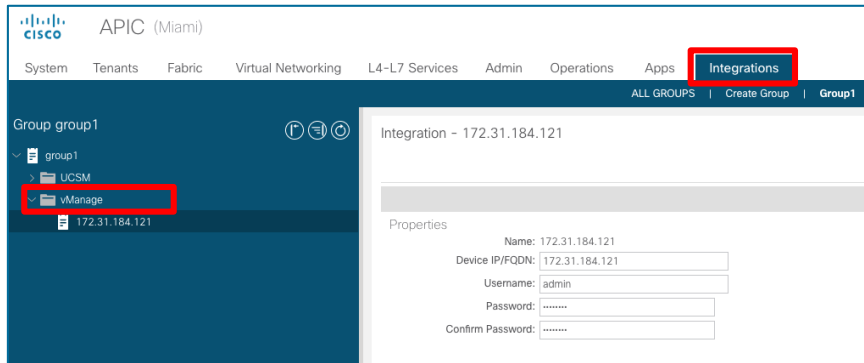 CISCO
APIC (Miami)
System Tenants Fabric Virtual Networking L4-L7 Services Admin Operations Apps Integrations
ALL GROUPS | Create Group | Group1
Group group1
group1
UCSM
vManage
172.31.184.121
Integration - 172.31.184.121
Properties
Name: 172.31.184.121
Device IP/FQDN: 172.31.184.121
Username: admin
Password: ········
Confirm Password: ········